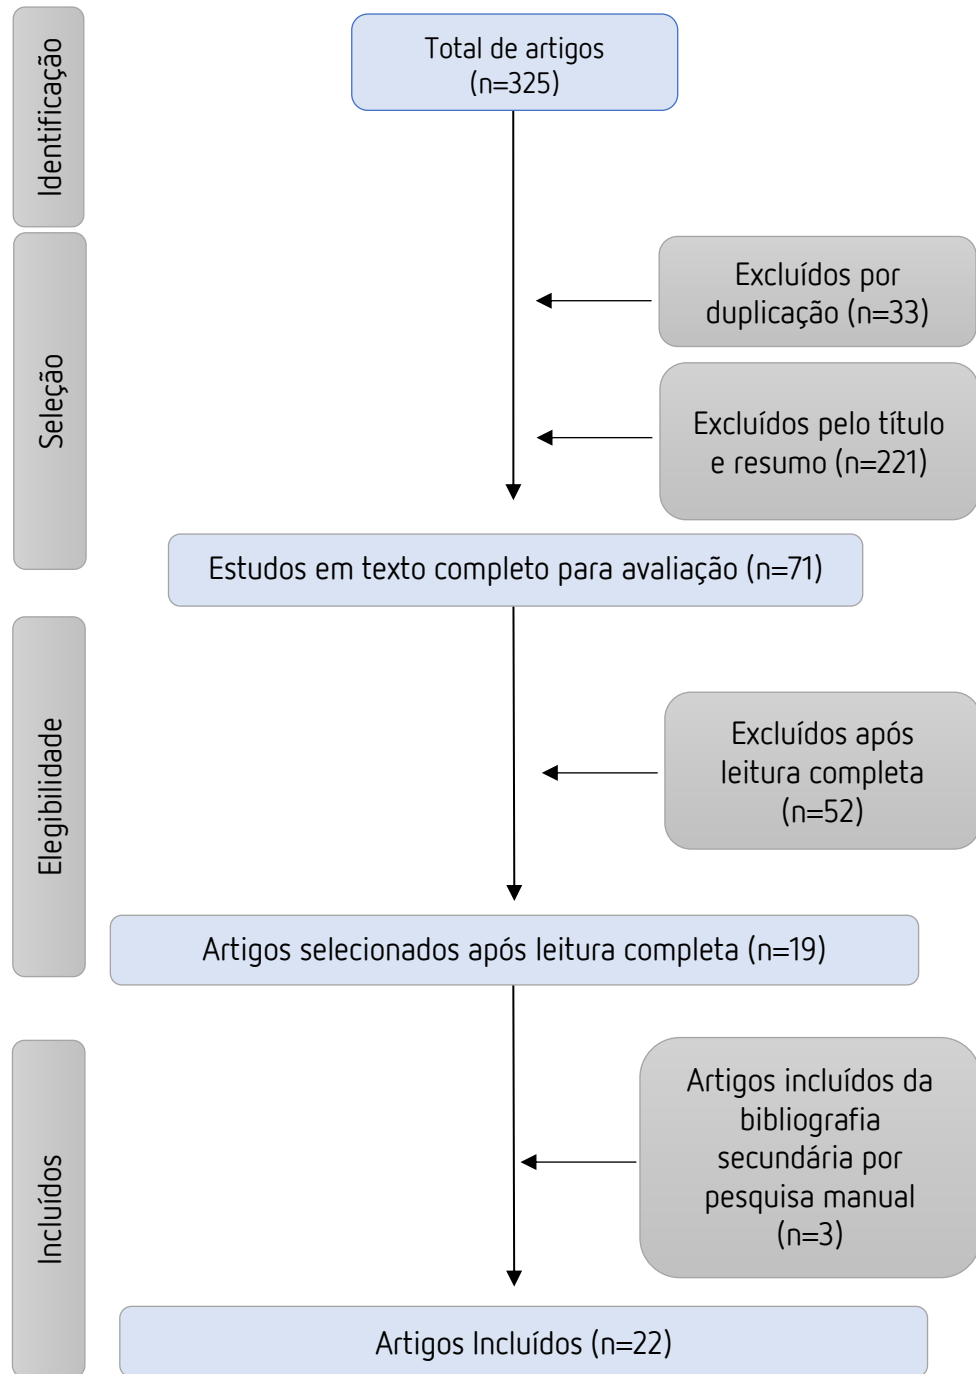 Identificação
Total de artigos
(n=325)
Seleção
Excluídos por
duplicação (n=33)
Excluídos pelo título
e resumo (n=221)
Estudos em texto completo para avaliação (n=71)
Elegibilidade
Excluídos após
leitura completa
(n=52)
Artigos selecionados após leitura completa (n=19)
Incluídos
Artigos incluídos da
bibliografia
secundária por
pesquisa manual
(n=3)
Artigos Incluídos (n=22)